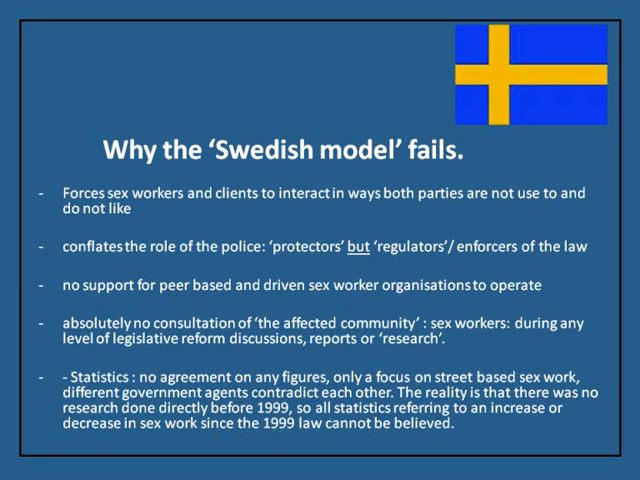 Why the ‘Swedish model’ fails.
- Forces sex workers and clients to interact in ways both parties are not use to and
do not like
- conflates the role of the police: ‘protectors’ but ‘regulators’/ enforcers of the law
- no support for peer based and driven sex worker organisations to operate
- absolutely no consultation of ‘the affected community’ : sex workers: during any
level of legislative reform discussions, reports or ‘research’.
- - Statistics : no agreement on any figures, only a focus on street based sex work,
different government agents contradict each other. The reality is that there was no
research done directly before 1999, so all statistics referring to an increase or
decrease in sex work since the 1999 law cannot be believed.